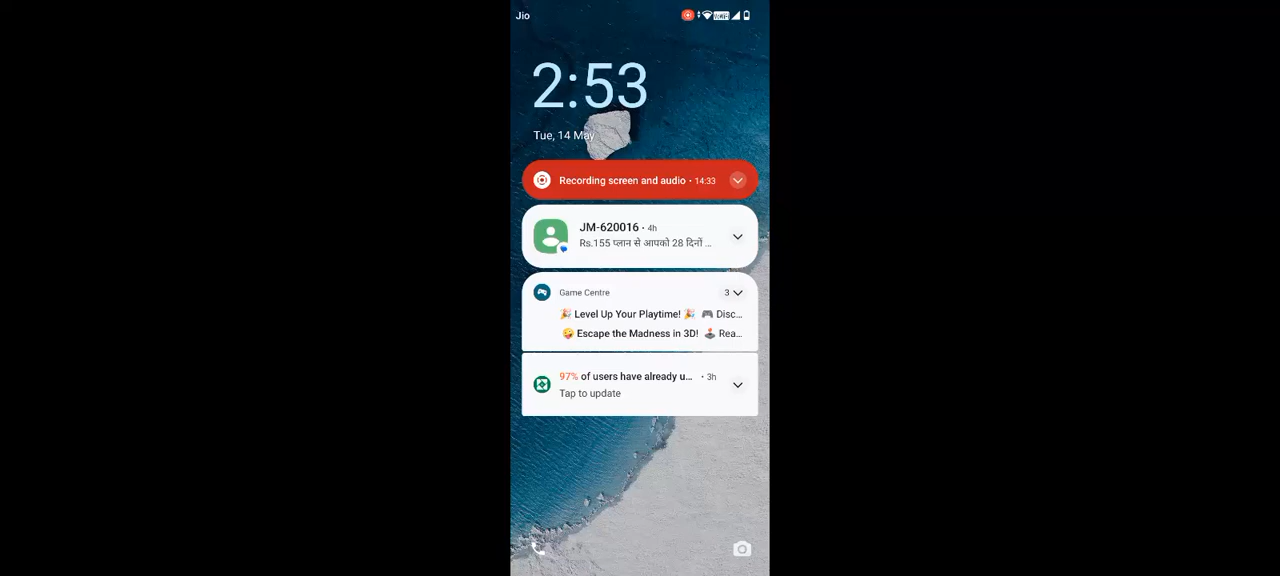 Jio
VoWiFi
2:53
Tue, 14 May
Recording screen and audio • 14:33
JM-620016 • 4h
Rs.155 प्लान से आपको 28 दिनों ...
Game Centre
3
🎉 Level Up Your Playtime! 🎉 🎮 Disc...
🤪 Escape the Madness in 3D! 🕹️ Rea...
97% of users have already u... • 3h
Tap to update